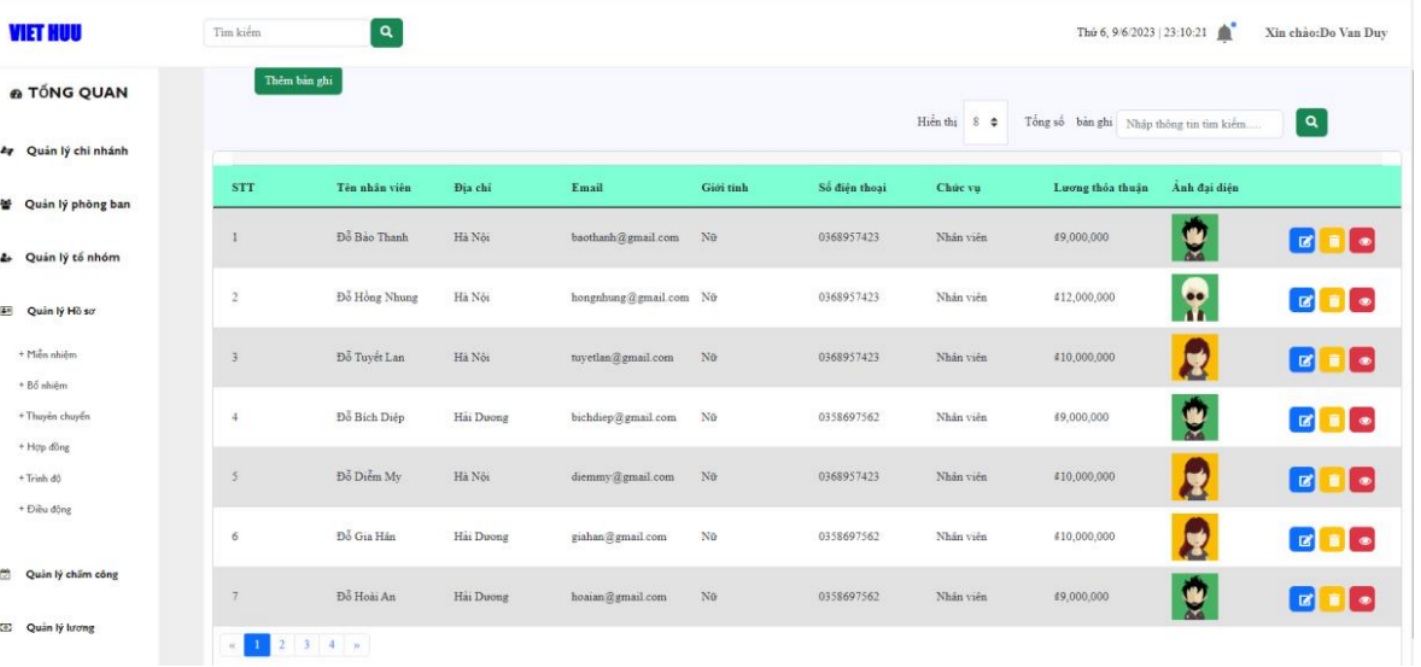 VIET HUU
Tìm kiếm
Thứ 6, 9/6/2023 | 23:10:21
Xin chào:Do Van Duy
TỔNG QUAN
Quản lý chi nhánh
Quản lý phòng ban
Quản lý tổ nhóm
Quản lý Hồ sơ
+ Miễn nhiệm
+ Bổ nhiệm
+ Thuyên chuyển
+ Hợp đồng
+ Trình độ
+ Điều động
Quản lý chấm công
Quản lý lương
Thêm bản ghi
Hiển thị 8 Tổng số bản ghi Nhập thông tin tìm kiếm.....
STT Tên nhân viên Địa chỉ Email Giới tính Số điện thoại Chức vụ Lương thỏa thuận Ảnh đại diện
1 Đỗ Bảo Thanh Hà Nội baothanh@gmail.com Nữ 0368957423 Nhân viên ₫9,000,000
2 Đỗ Hồng Nhung Hà Nội hongnhung@gmail.com Nữ 0368957423 Nhân viên ₫12,000,000
3 Đỗ Tuyết Lan Hà Nội tuyetlan@gmail.com Nữ 0368957423 Nhân viên ₫10,000,000
4 Đỗ Bích Diệp Hải Dương bichdiep@gmail.com Nữ 0358697562 Nhân viên ₫9,000,000
5 Đỗ Diễm My Hà Nội diemmy@gmail.com Nữ 0368957423 Nhân viên ₫10,000,000
6 Đỗ Gia Hân Hải Dương giahan@gmail.com Nữ 0358697562 Nhân viên ₫10,000,000
7 Đỗ Hoài An Hải Dương hoaian@gmail.com Nữ 0358697562 Nhân viên ₫9,000,000
« 1 2 3 4 »